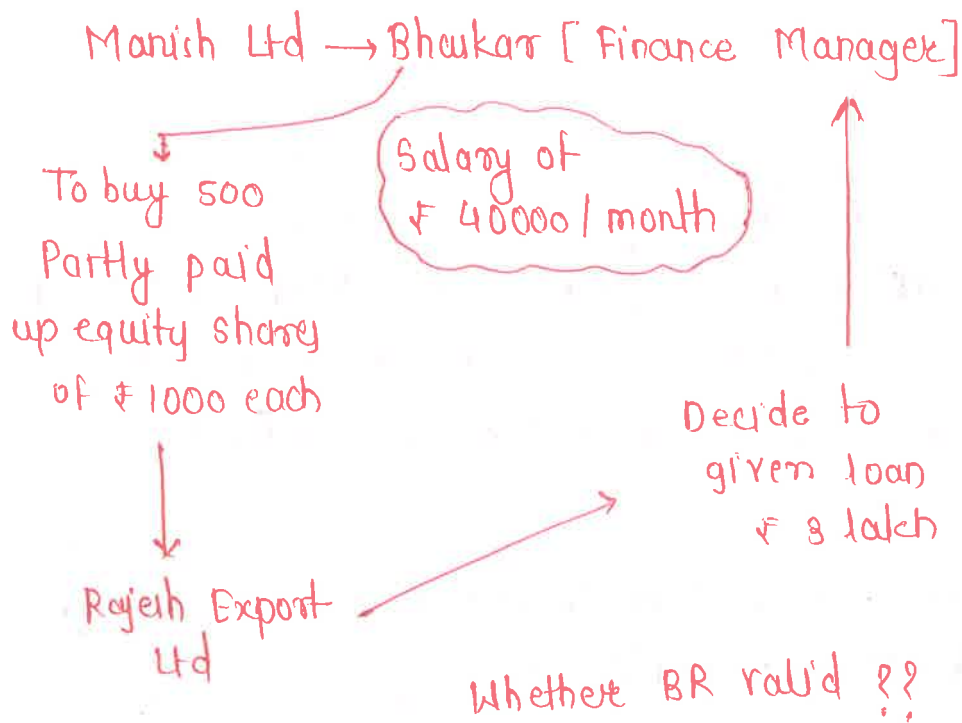 Manish Ltd → Bhaskar [Finance Manager]
Salary of
₹ 40000 / month
To buy 500
Partly paid
up equity shares
of ₹ 1000 each
Rajesh Export
Ltd
Decide to
given loan
₹ 3 lakh
Whether BR valid ??